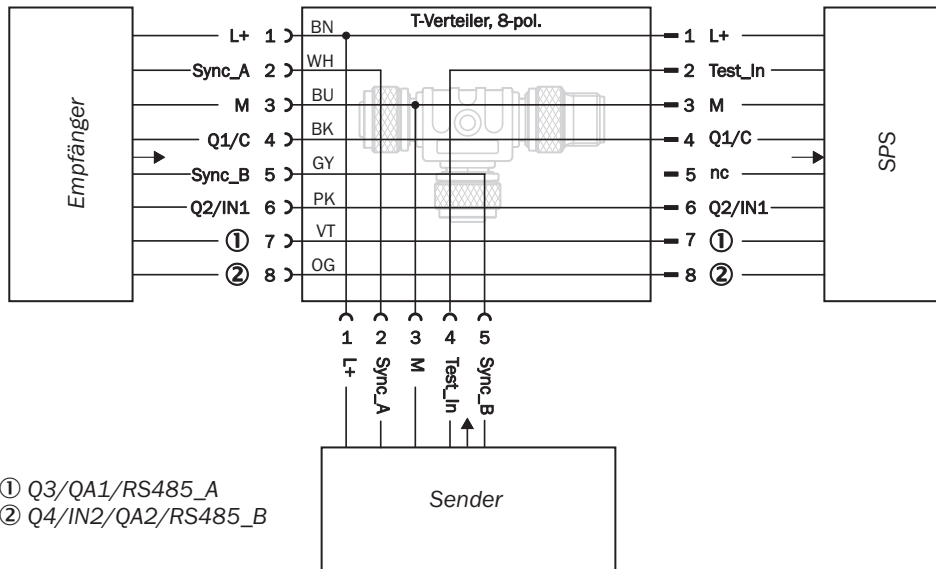 T-Verteiler, 8-pol.
L+ 1 BN 1 L+
Sync_A 2 WH 2 Test_In
M 3 BU 3 M
Q1/C 4 BK 4 Q1/C
Sync_B 5 GY 5 nc
Q2/IN1 6 PK 6 Q2/IN1
① 7 VT 7 ①
② 8 OG 8 ②
Empfänger
SPS
1 2 3 4 5
L+ Sync_A M Test_In Sync_B
Sender
① Q3/QA1/RS485_A
② Q4/IN2/QA2/RS485_B